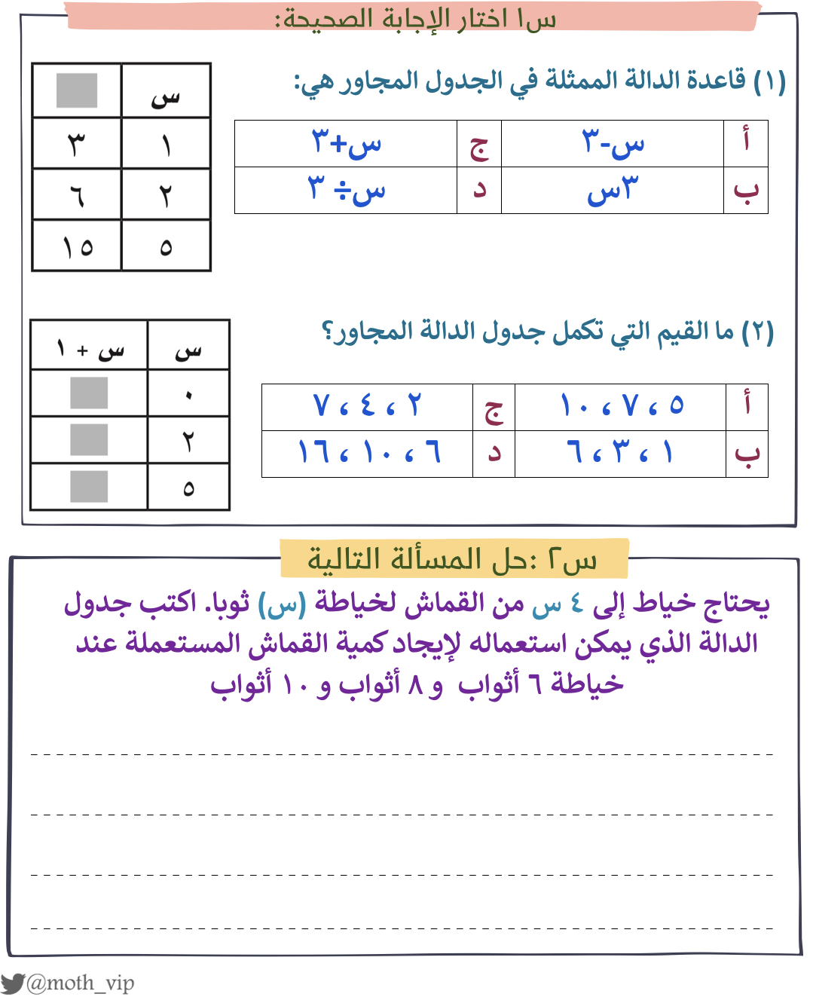 س١ اختار الإجابة الصحيحة:
(١) قاعدة الدالة الممثلة في الجدول المجاور هي:
أ س-٣ ج س+٣
ب ٣س د س÷ ٣
س
١ ٣
٢ ٦
٥ ١٥
(٢) ما القيم التي تكمل جدول الدالة المجاور؟
أ ٥ ، ٧ ، ١٠ ج ٢ ، ٤ ، ٧
ب ١ ، ٣ ، ٦ د ٦ ، ١٠ ، ١٦
س س + ١
٠
٢
٥
س٢ :حل المسألة التالية
يحتاج خياط إلى ٤ س من القماش لخياطة (س) ثوبا. اكتب جدول
الدالة الذي يمكن استعماله لإيجاد كمية القماش المستعملة عند
خياطة ٦ أثواب و ٨ أثواب و ١٠ أثواب
@moth_vip